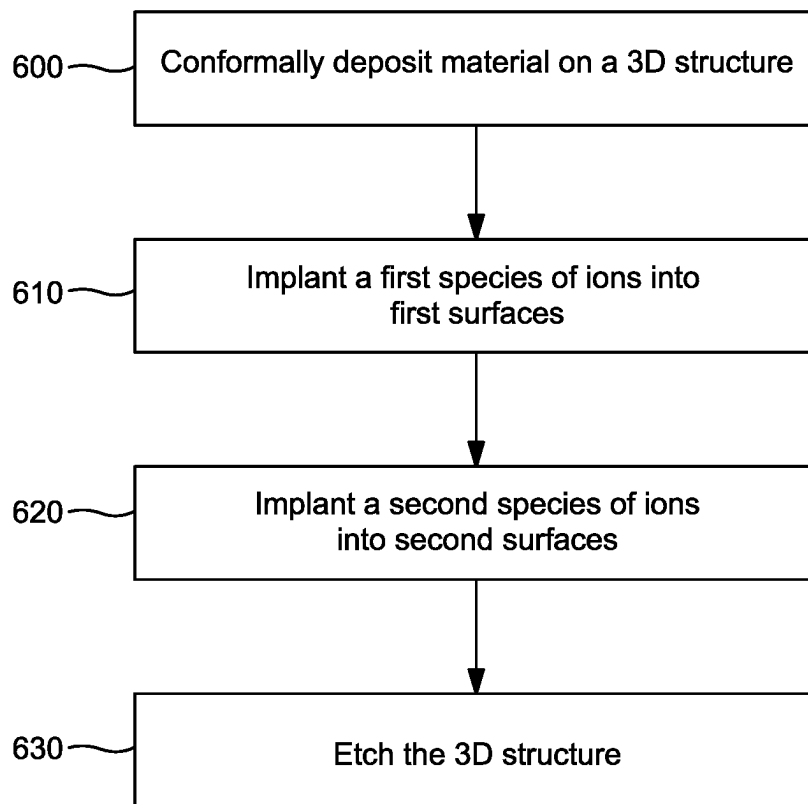 600
Conformally deposit material on a 3D structure
610
Implant a first species of ions into
first surfaces
620
Implant a second species of ions
into second surfaces
630
Etch the 3D structure